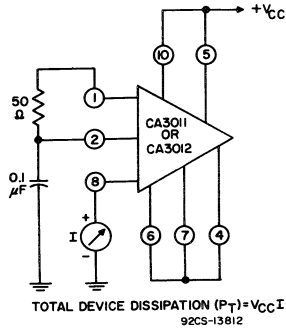 +VCC
10
5
50
Ω
1
CA3011
OR
CA3012
2
0.1
μF
8
+
I
-
6
7
4
TOTAL DEVICE DISSIPATION (PT)=VCCI
92CS-13812